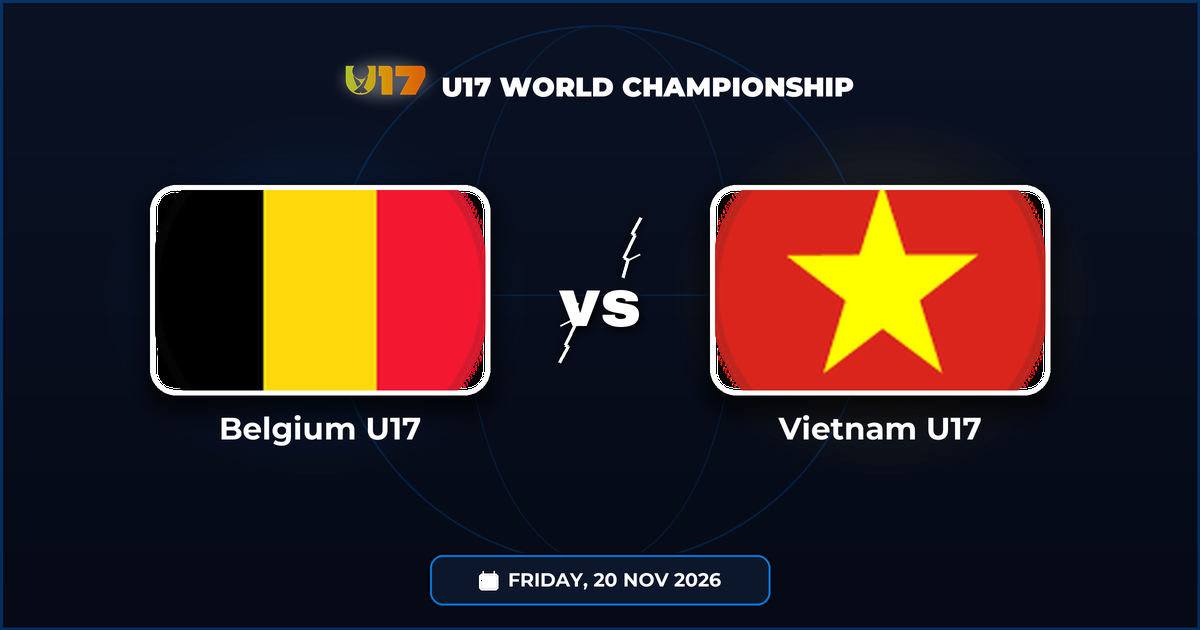 U17 U17 WORLD CHAMPIONSHIP
VS
Belgium U17
Vietnam U17
FRIDAY, 20 NOV 2026